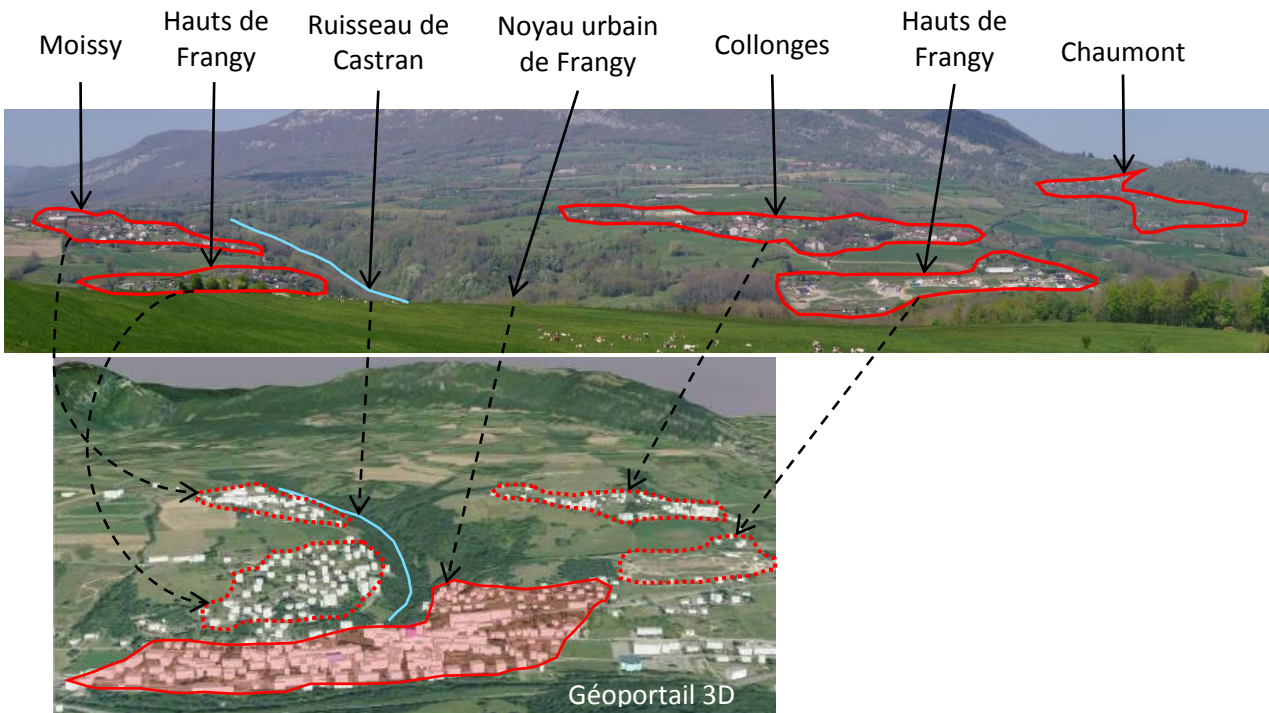 Moissy
Hauts de
Frangy
Ruisseau de
Castran
Noyau urbain
de Frangy
Collonges
Hauts de
Frangy
Chaumont
Géoportail 3D